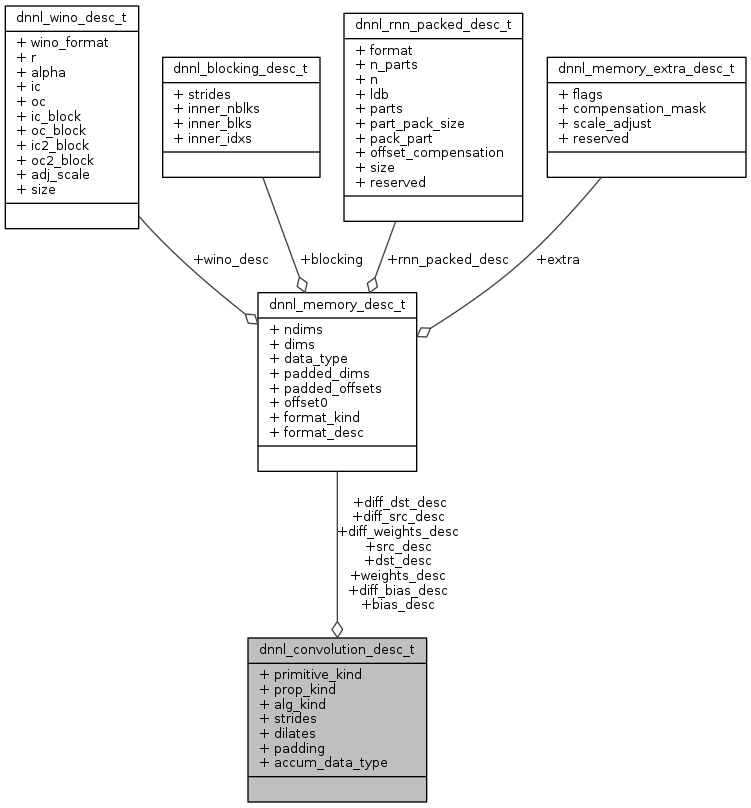 dnnl_wino_desc_t
+ wino_format
+ r
+ alpha
+ ic
+ oc
+ ic_block
+ oc_block
+ ic2_block
+ oc2_block
+ adj_scale
+ size
dnnl_blocking_desc_t
+ strides
+ inner_nblks
+ inner_blks
+ inner_idxs
dnnl_rnn_packed_desc_t
+ format
+ n_parts
+ n
+ ldb
+ parts
+ part_pack_size
+ pack_part
+ offset_compensation
+ size
+ reserved
dnnl_memory_extra_desc_t
+ flags
+ compensation_mask
+ scale_adjust
+ reserved
+wino_desc
+blocking
+rnn_packed_desc
+extra
dnnl_memory_desc_t
+ ndims
+ dims
+ data_type
+ padded_dims
+ padded_offsets
+ offset0
+ format_kind
+ format_desc
+diff_dst_desc
+diff_src_desc
+diff_weights_desc
+src_desc
+dst_desc
+weights_desc
+diff_bias_desc
+bias_desc
dnnl_convolution_desc_t
+ primitive_kind
+ prop_kind
+ alg_kind
+ strides
+ dilates
+ padding
+ accum_data_type